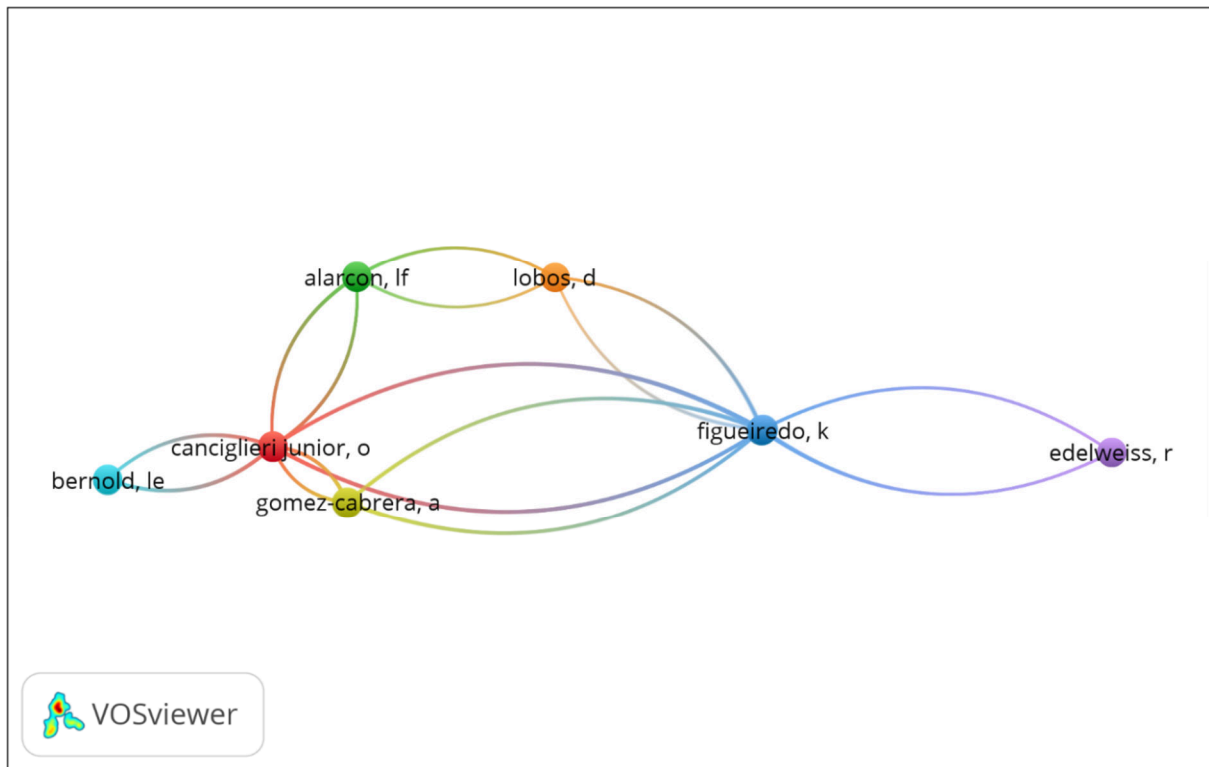 alarcon, lf
lobos, d
figueiredo, k
canciglieri junior, o
edelweiss, r
bernold, le
gomez-cabrera, a
VOSviewer